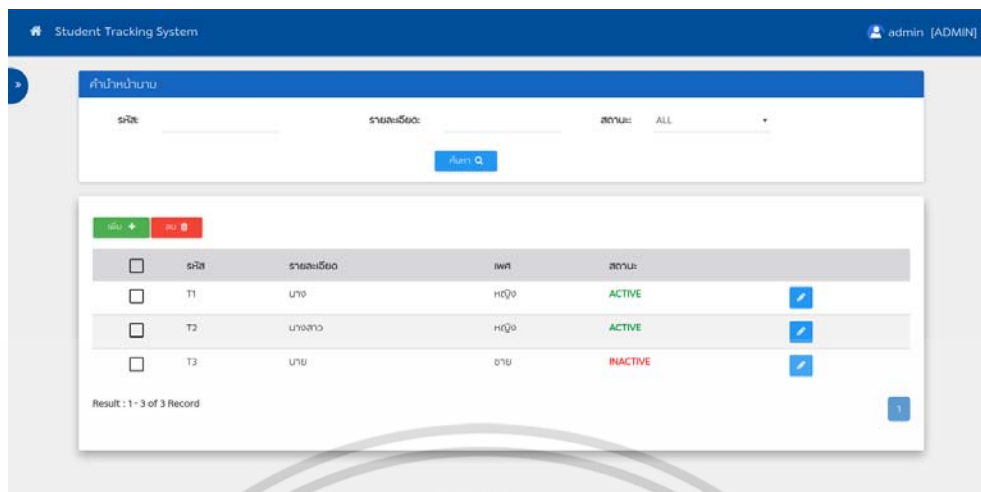 Student Tracking System admin [ADMIN]
»
คำนำหน้านาม
รหัส: รายละเอียด: สถานะ: ALL
ค้นหา
เพิ่ม + ลบ
รหัส รายละเอียด เพศ สถานะ
T1 นาง หญิง ACTIVE
T2 นางสาว หญิง ACTIVE
T3 นาย ชาย INACTIVE
Result : 1 - 3 of 3 Record 1